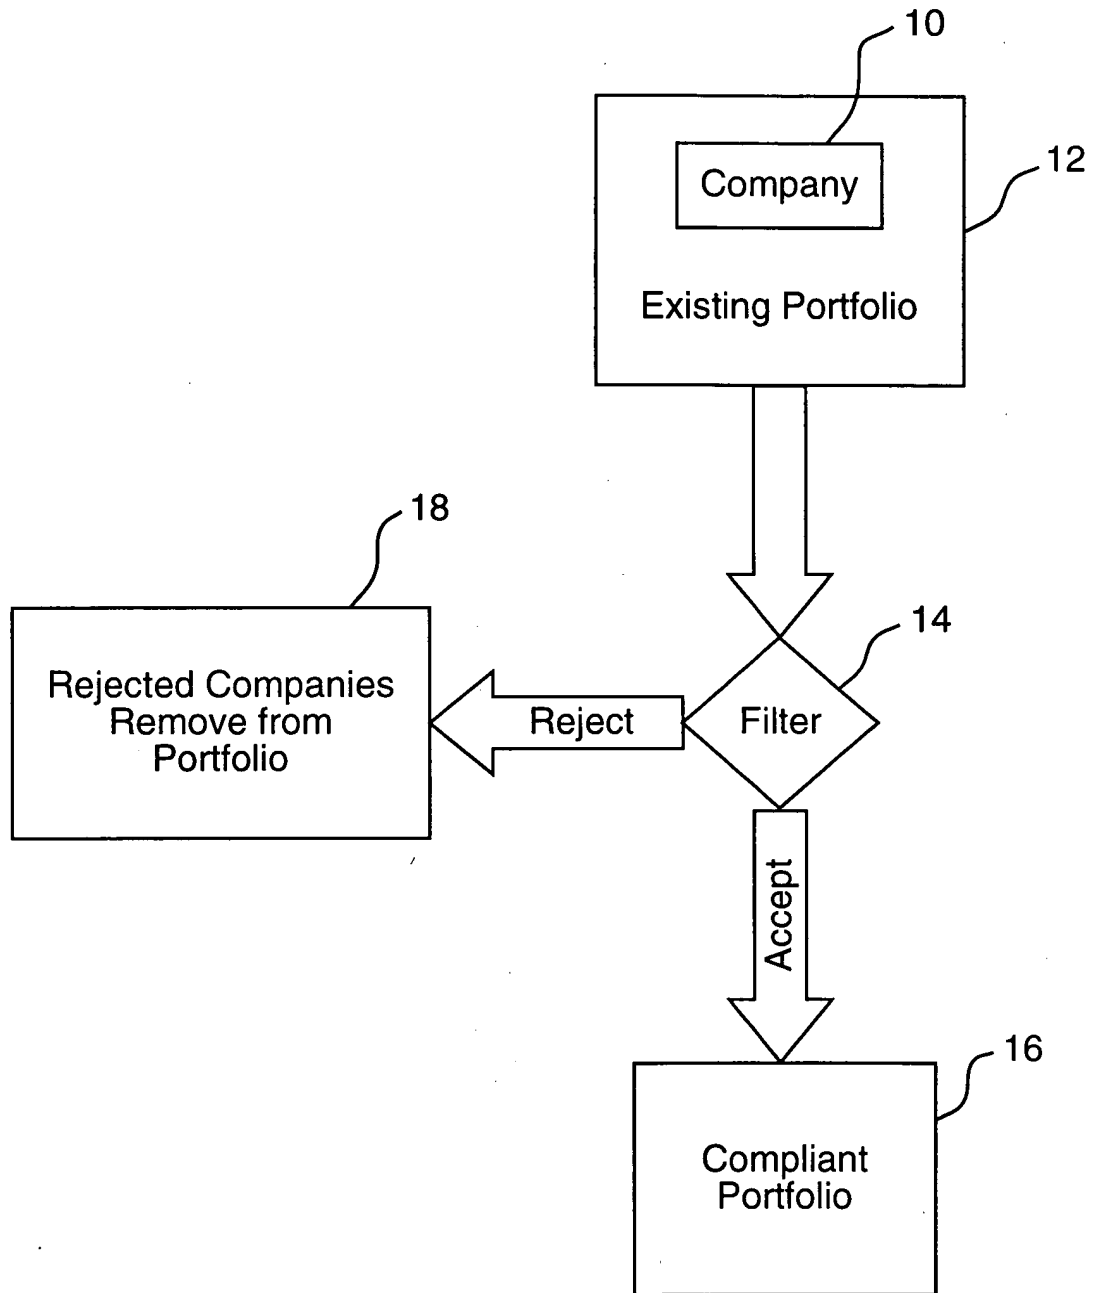 10
Company
12
Existing Portfolio
18
14
Rejected Companies
Remove from
Portfolio
Reject
Filter
Accept
16
Compliant
Portfolio